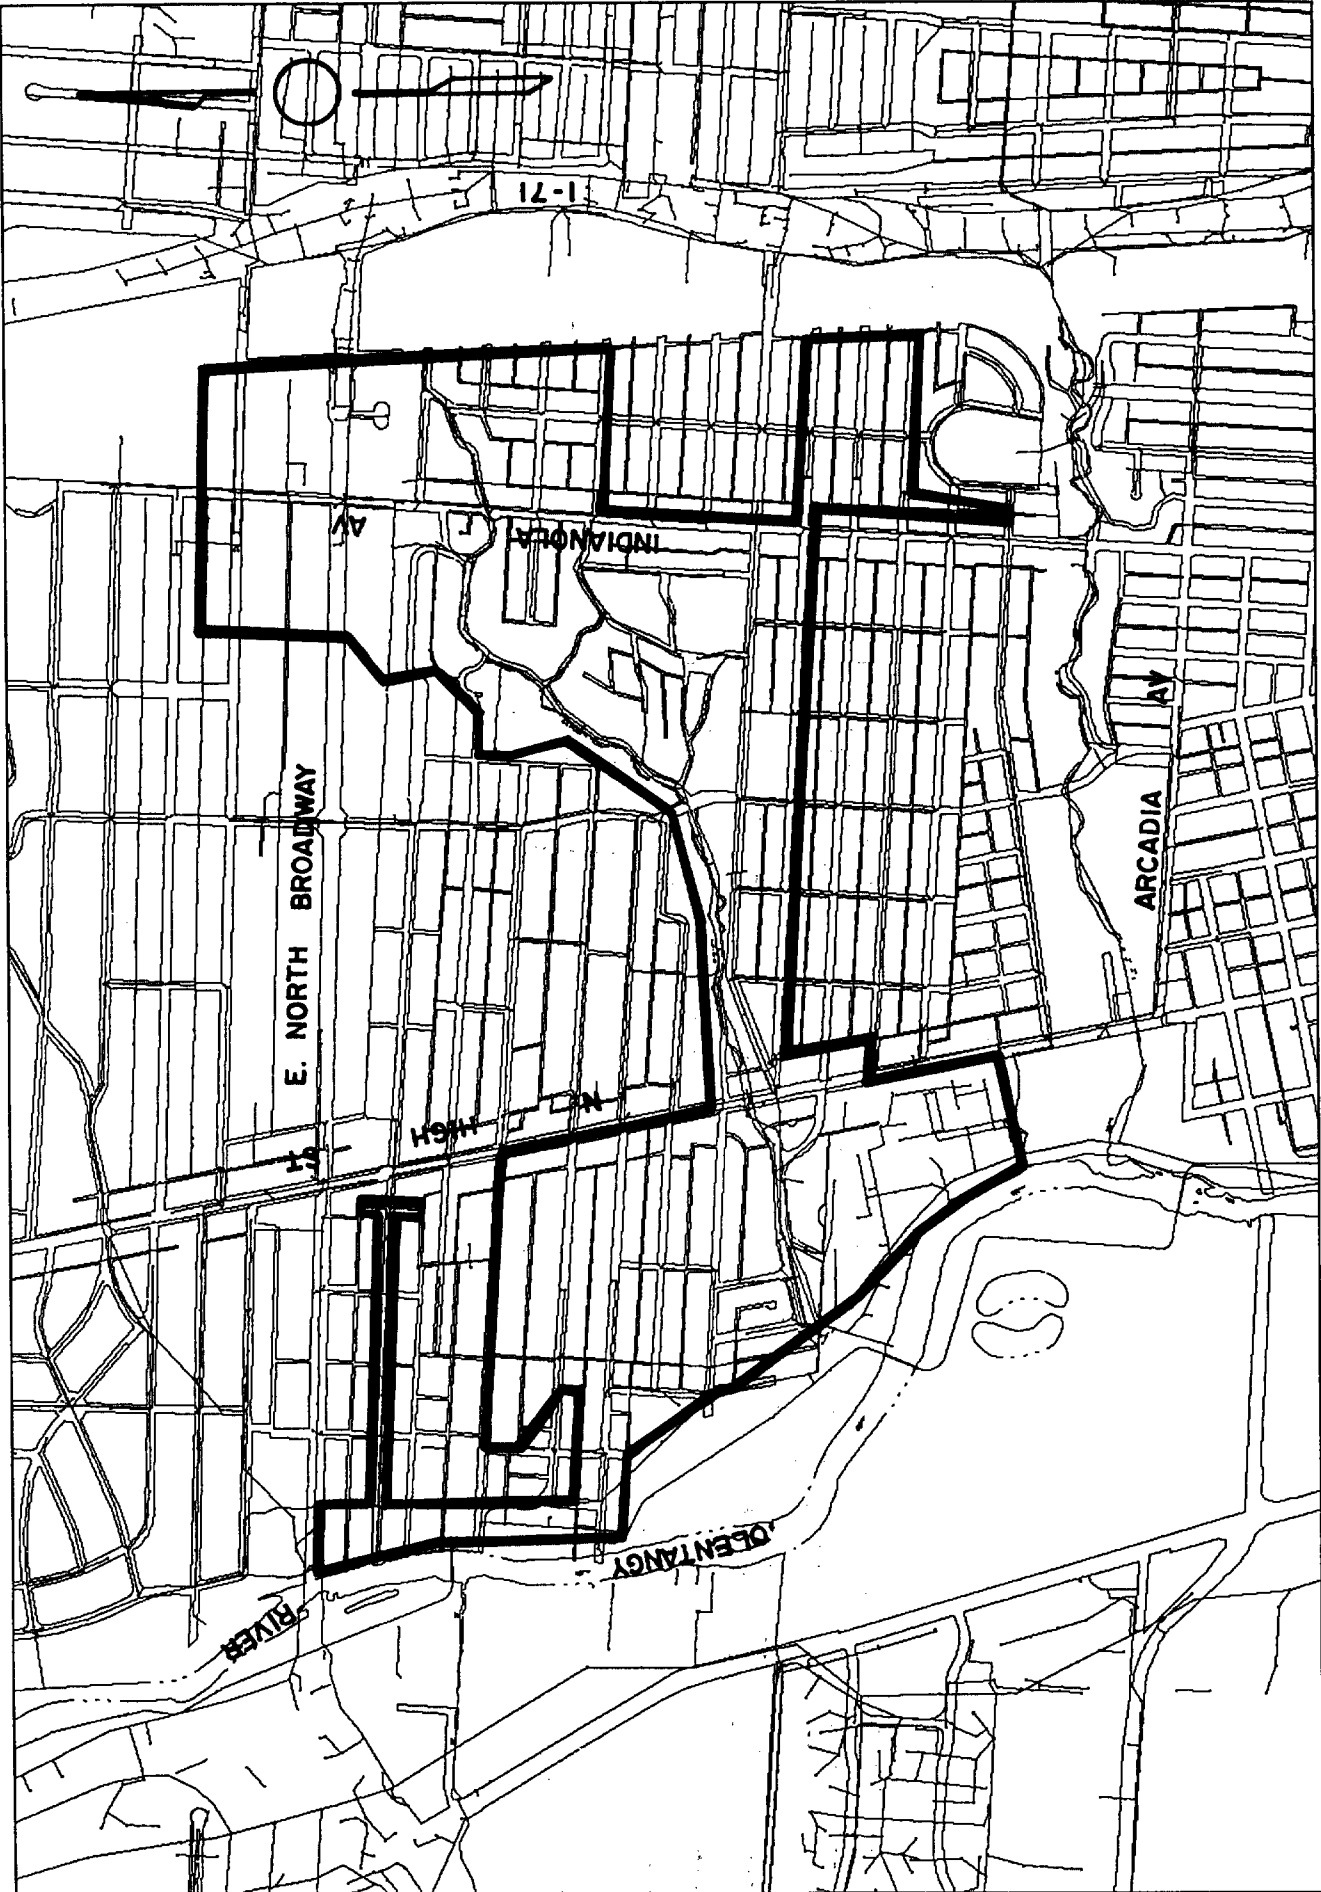 I-71
INDIANOLA
AV
E. NORTH BROADWAY
N. HIGH ST
ARCADIA AV
OLENTANGY RIVER